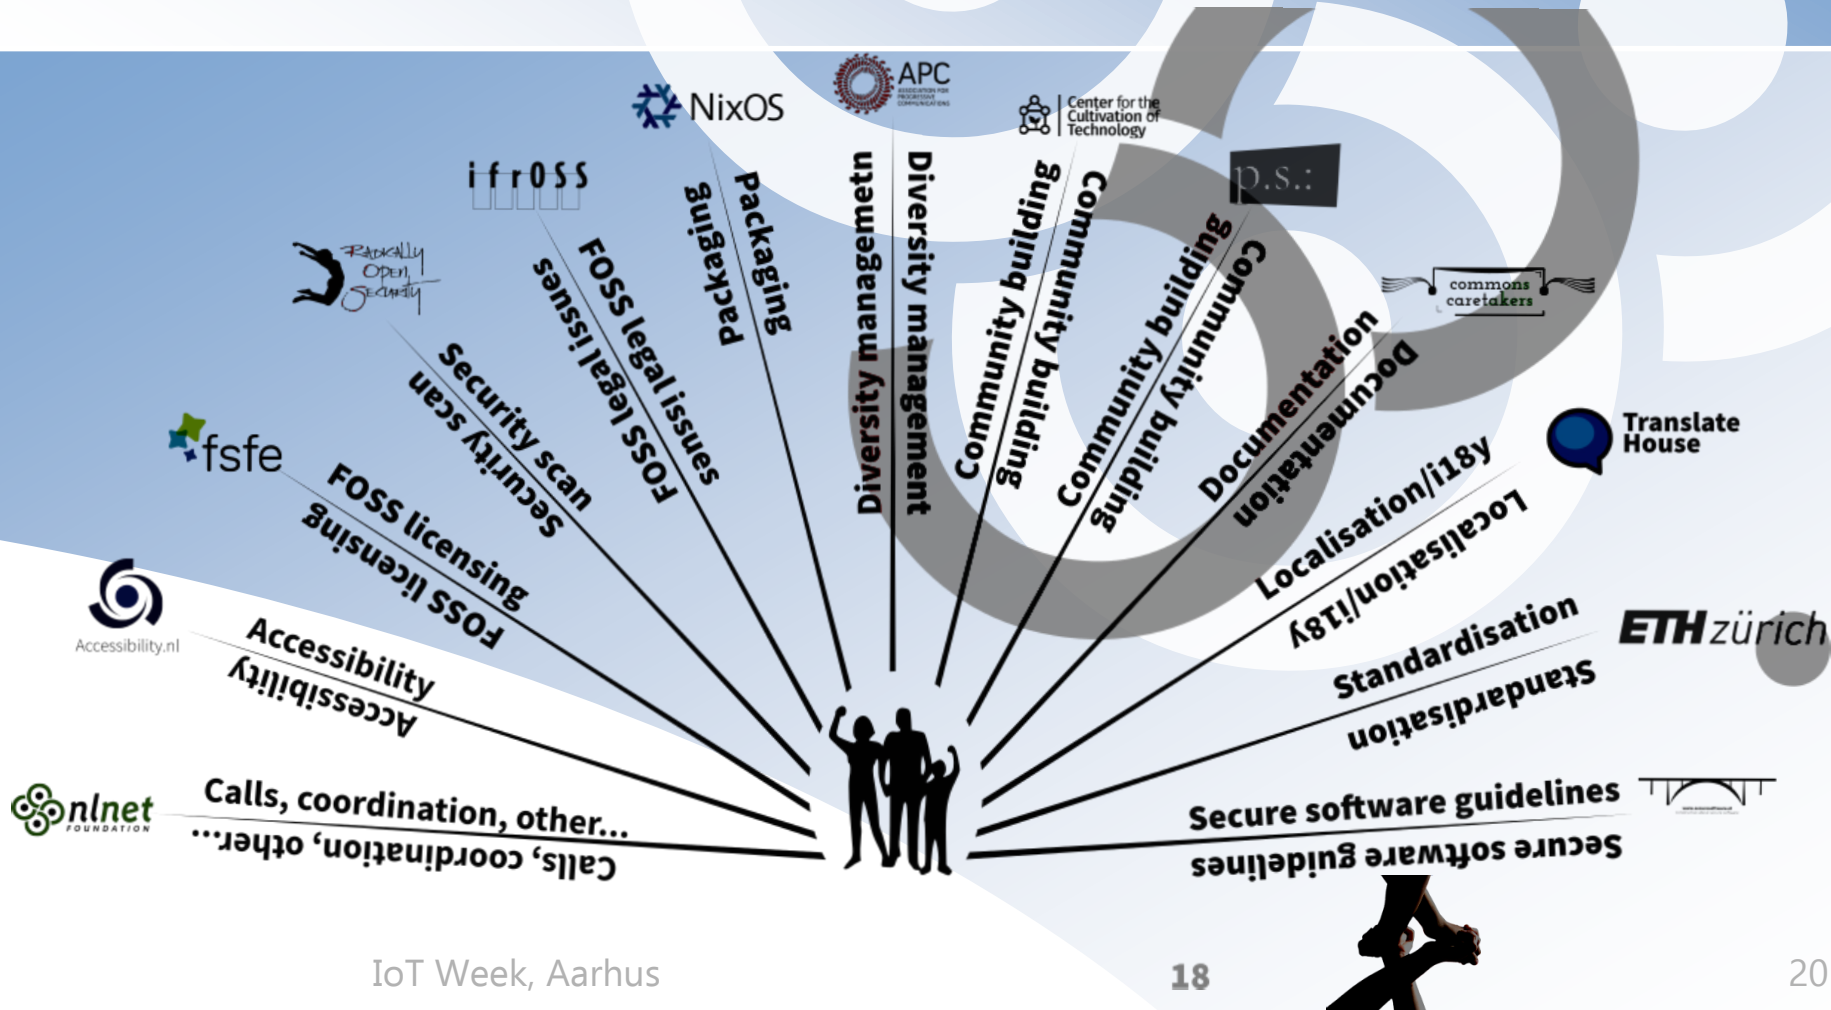 NixOS
APC
ASSOCIATION FOR
PROGRESSIVE
COMMUNICATIONS
Center for the
Cultivation of
Technology
ifrOSS
p.s.:
RADICALLY
OPEN
SECURITY
commons
caretakers
fsfe
Translate
House
Accessibility.nl
ETH zürich
nlnet
FOUNDATION
Calls, coordination, other...
Calls, coordination, other...
Accessibility
Accessibility
FOSS licensing
FOSS licensing
Security scan
Security scan
FOSS legal issues
FOSS legal issues
Packaging
Packaging
Diversity managemetn
Diversity management
Community building
Community building
Community building
Community building
Documentation
Documentation
Localisation/i18y
Localisation/i18y
Standardisation
Standardisation
Secure software guidelines
Secure software guidelines
IoT Week, Aarhus
18
20